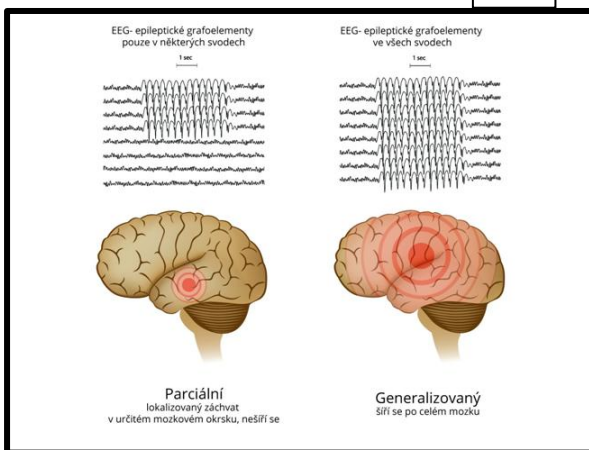 EEG- epileptické grafoelementy
pouze v některých svodech
1 sec
EEG- epileptické grafoelementy
ve všech svodech
1 sec
Parciální
lokalizovaný záchvat
v určitém mozkovém okrsku, nešíří se
Generalizovaný
šíří se po celém mozku